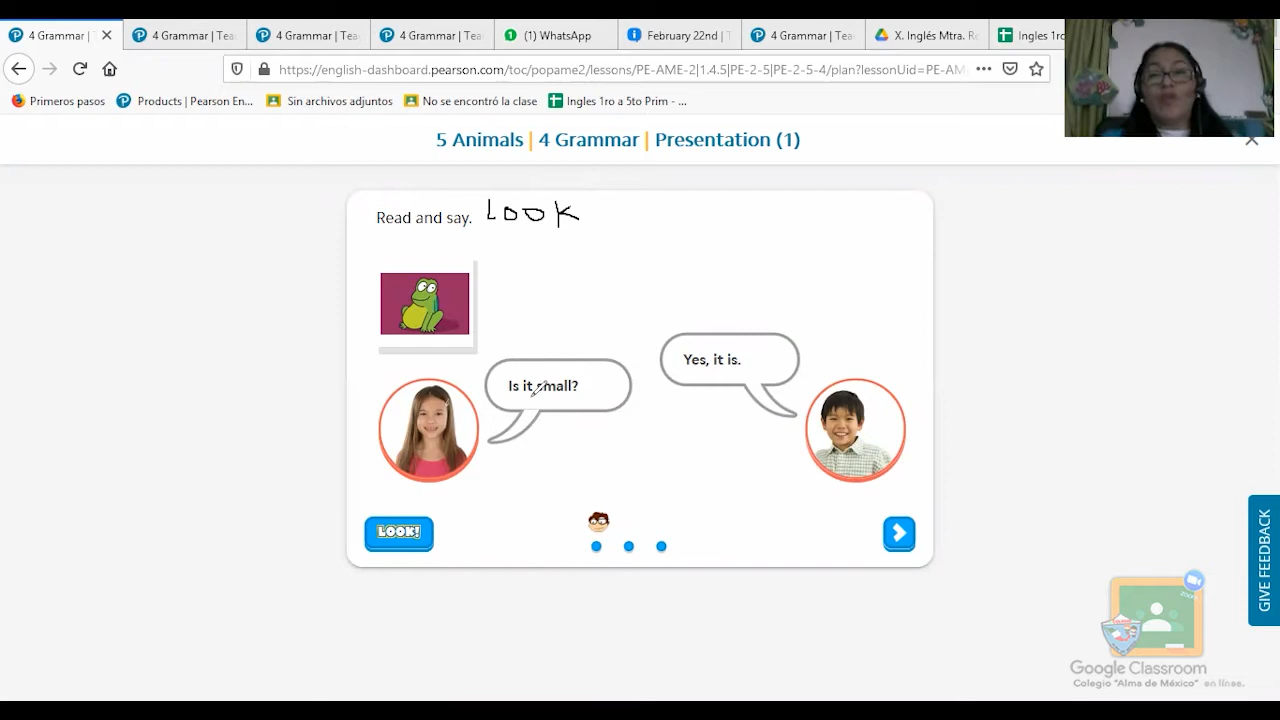 4 Grammar |
4 Grammar | Tea
4 Grammar | Tea
4 Grammar | Tea
(1) WhatsApp
February 22nd | T
4 Grammar | Tea
X. Inglés Mtra. R
Ingles 1ro
https://english-dashboard.pearson.com/toc/popame2/lessons/PE-AME-2|1.4.5|PE-2-5|PE-2-5-4/plan?lessonUid=PE-AM
Primeros pasos
Products | Pearson En...
Sin archivos adjuntos
No se encontró la clase
Ingles 1ro a 5to Prim - ...
5 Animals | 4 Grammar | Presentation (1)
Read and say. LOOK
Yes, it is.
Is it small?
LOOK!
GIVE FEEDBACK
zoom
Google Classroom
Colegio "Alma de México" en línea.